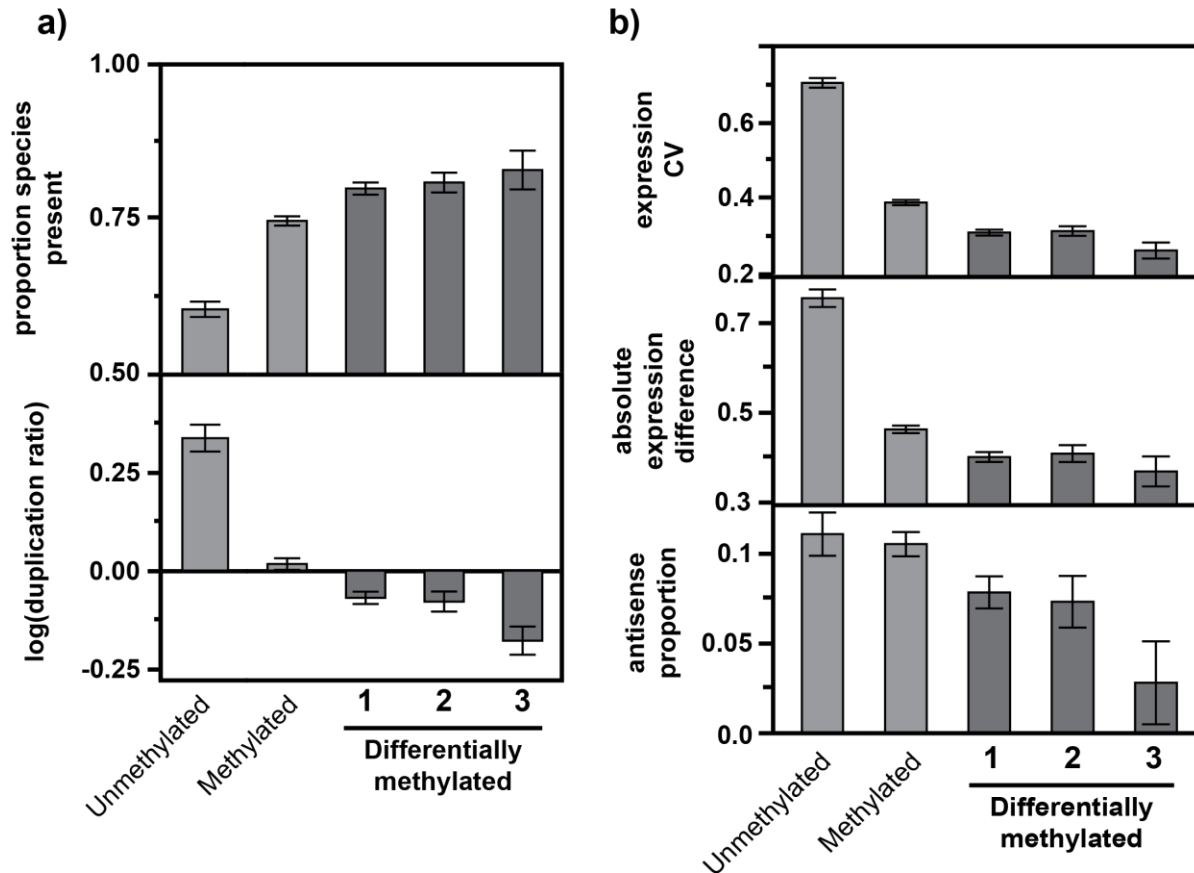 a)
proportion species
present
1.00
0.75
0.50
log(duplication ratio)
0.25
0.00
-0.25
Unmethylated
Methylated
1 2 3
Differentially
methylated
b)
expression
CV
0.6
0.4
0.2
absolute
expression
difference
0.7
0.5
0.3
antisense
proportion
0.1
0.05
0.0
Unmethylated
Methylated
1 2 3
Differentially
methylated